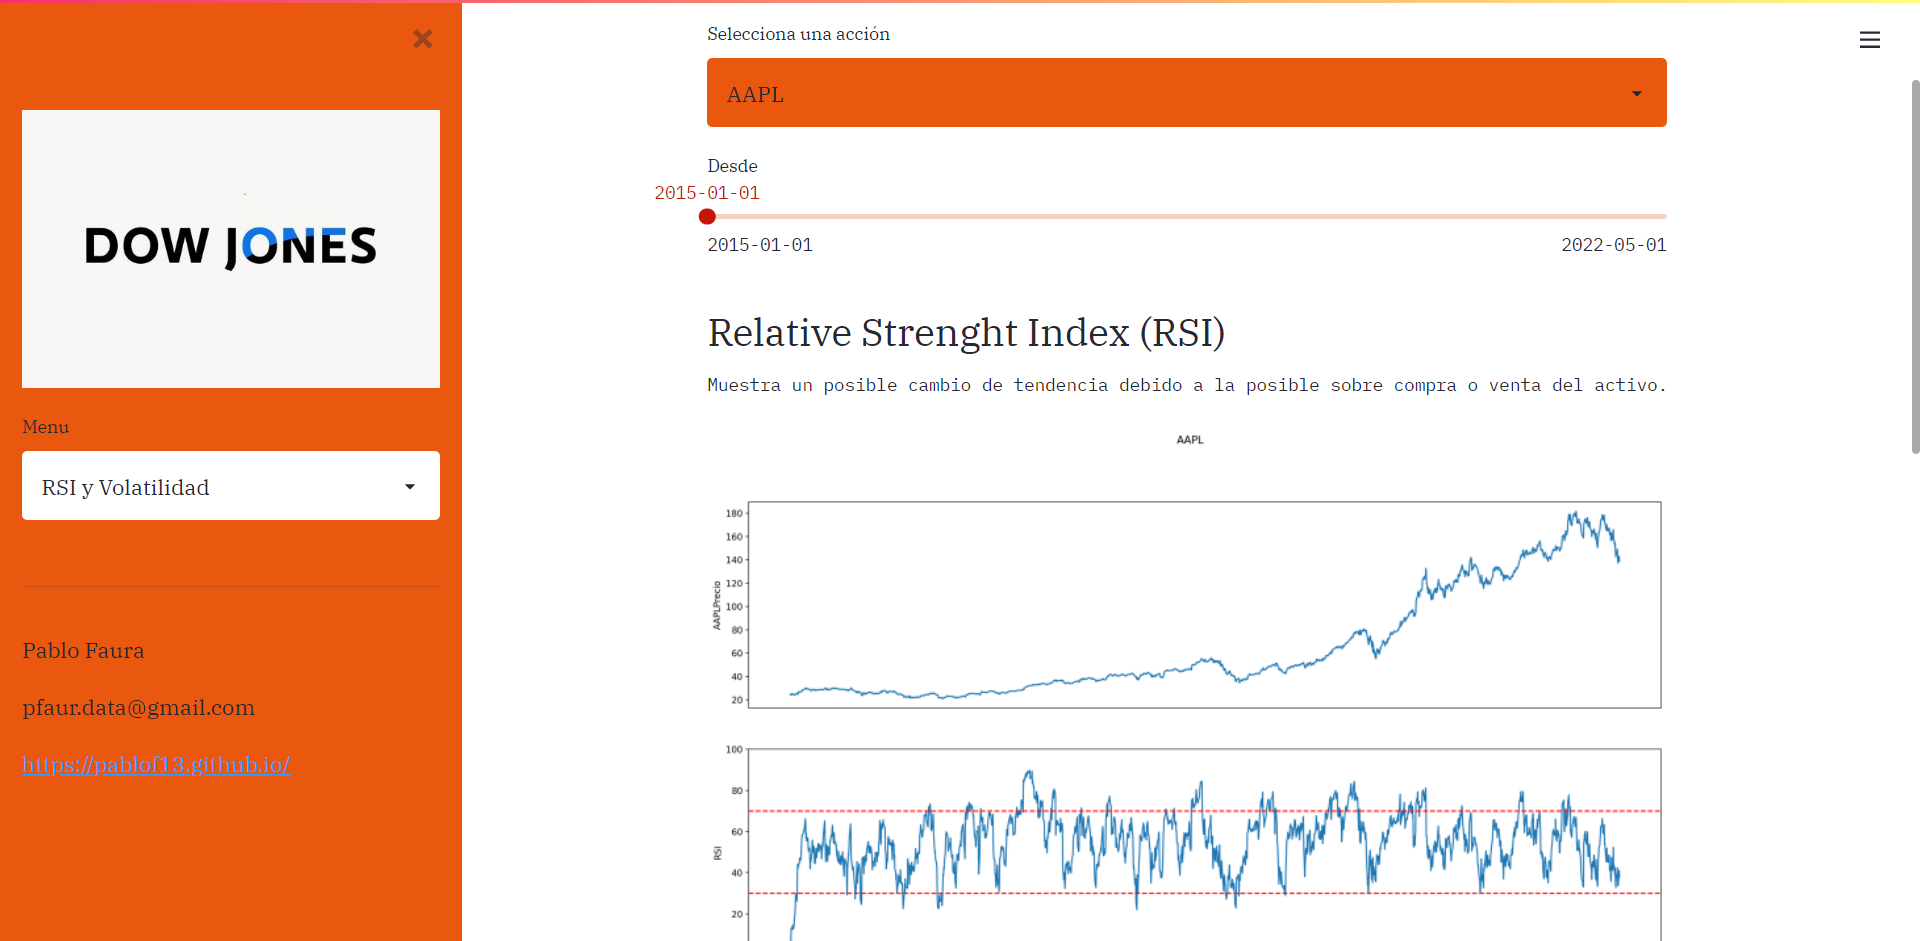 DOW JONES
Menu
RSI y Volatilidad
Pablo Faura
pfaur.data@gmail.com
https://pablof13.github.io/
Selecciona una acción
AAPL
Desde
2015-01-01
2015-01-01 2022-05-01
Relative Strenght Index (RSI)
Muestra un posible cambio de tendencia debido a la posible sobre compra o venta del activo.
AAPL
AAPLPrecio
180
160
140
120
100
80
60
40
20
RSI
100
80
60
40
20